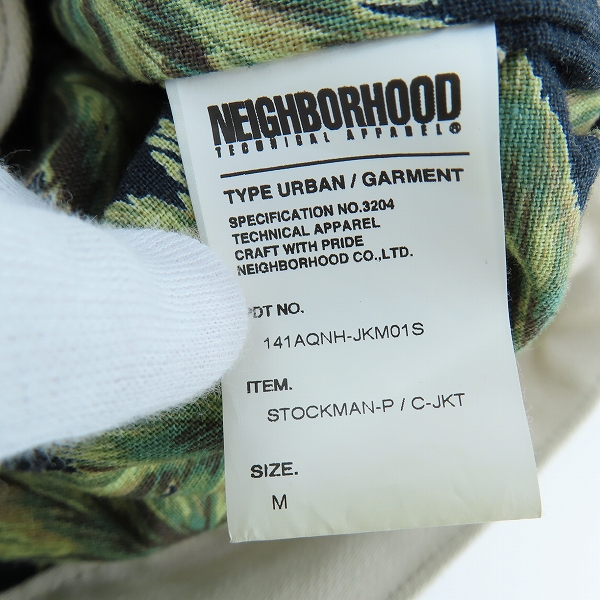 NEIGHBORHOOD
TECHNICAL APPAREL®
TYPE URBAN / GARMENT
SPECIFICATION NO.3204
TECHNICAL APPAREL
CRAFT WITH PRIDE
NEIGHBORHOOD CO.,LTD.
PDT NO.
141AQNH-JKM01S
ITEM.
STOCKMAN-P / C-JKT
SIZE.
M